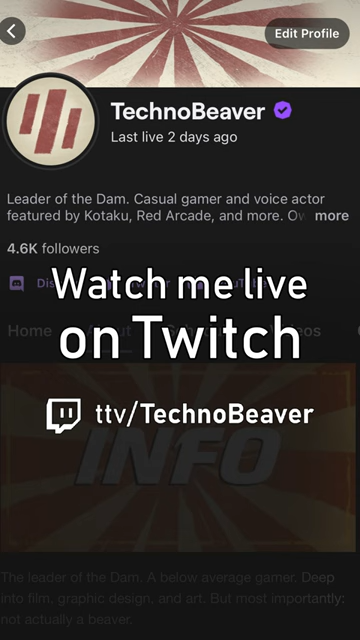 Edit Profile
TechnoBeaver
Last live 2 days ago
Leader of the Dam. Casual gamer and voice actor
featured by Kotaku, Red Arcade, and more. Ow more
4.6K followers
Watch me live
Home
Videos
on Twitch
ttv/TechnoBeaver
INFO
The leader of the Dam. A below average gamer. Deep
into film, graphic design, and art. But most importantly:
not actually a beaver.